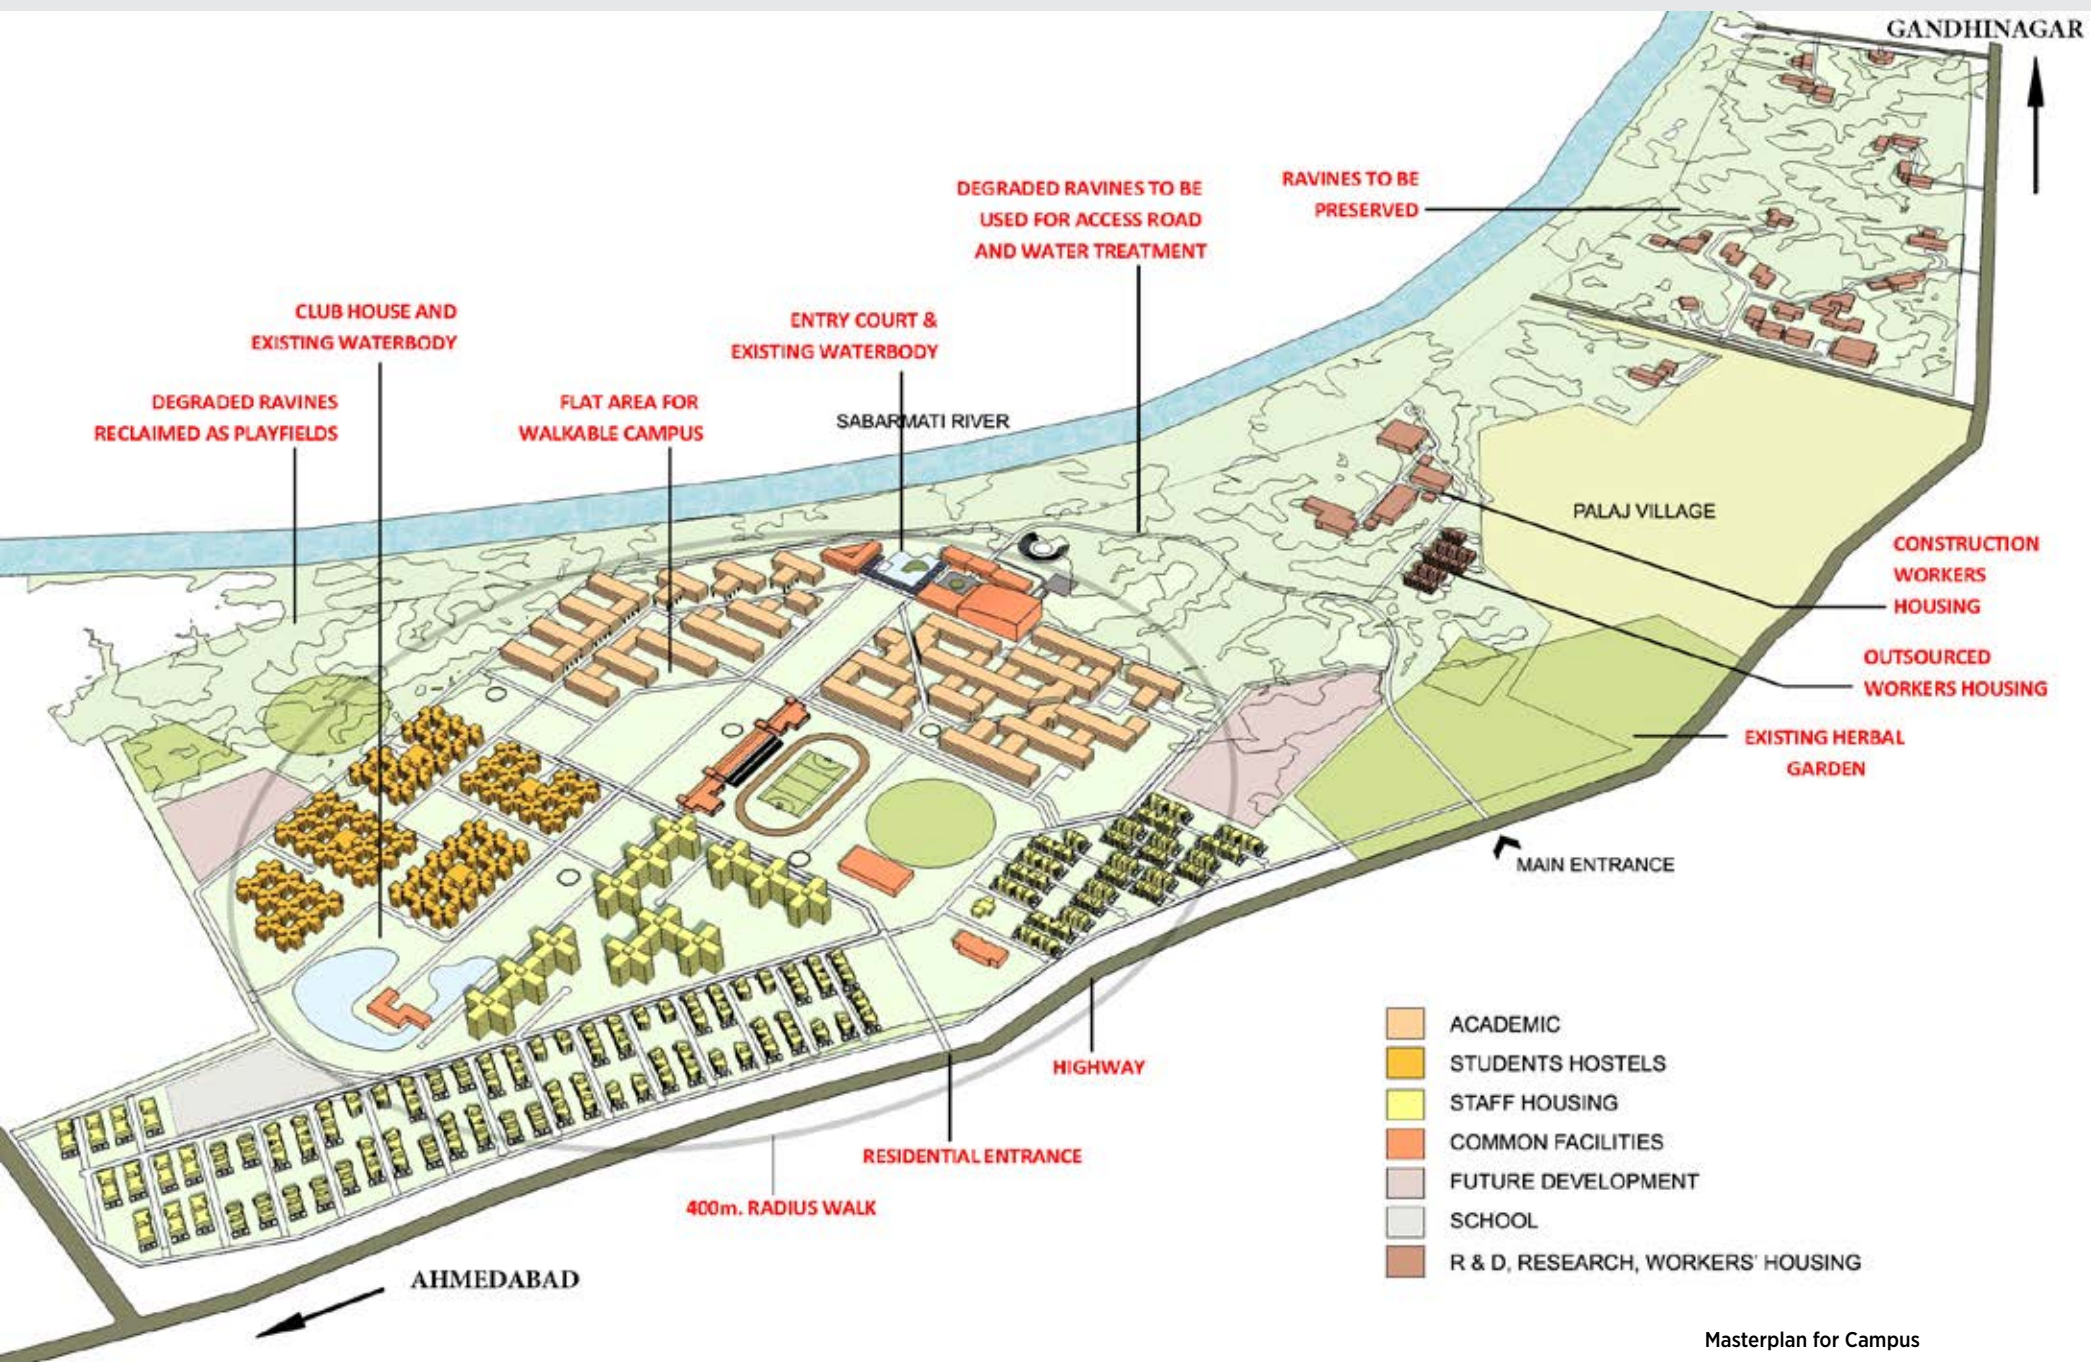 GANDHINAGAR
DEGRADED RAVINES TO BE
USED FOR ACCESS ROAD
AND WATER TREATMENT
RAVINES TO BE
PRESERVED
CLUB HOUSE AND
EXISTING WATERBODY
ENTRY COURT &
EXISTING WATERBODY
DEGRADED RAVINES
RECLAIMED AS PLAYFIELDS
FLAT AREA FOR
WALKABLE CAMPUS
SABARMATI RIVER
PALAJ VILLAGE
CONSTRUCTION
WORKERS
HOUSING
OUTSOURCED
WORKERS HOUSING
EXISTING HERBAL
GARDEN
MAIN ENTRANCE
HIGHWAY
RESIDENTIAL ENTRANCE
400m. RADIUS WALK
AHMEDABAD
ACADEMIC
STUDENTS HOSTELS
STAFF HOUSING
COMMON FACILITIES
FUTURE DEVELOPMENT
SCHOOL
R & D, RESEARCH, WORKERS' HOUSING
Masterplan for Campus